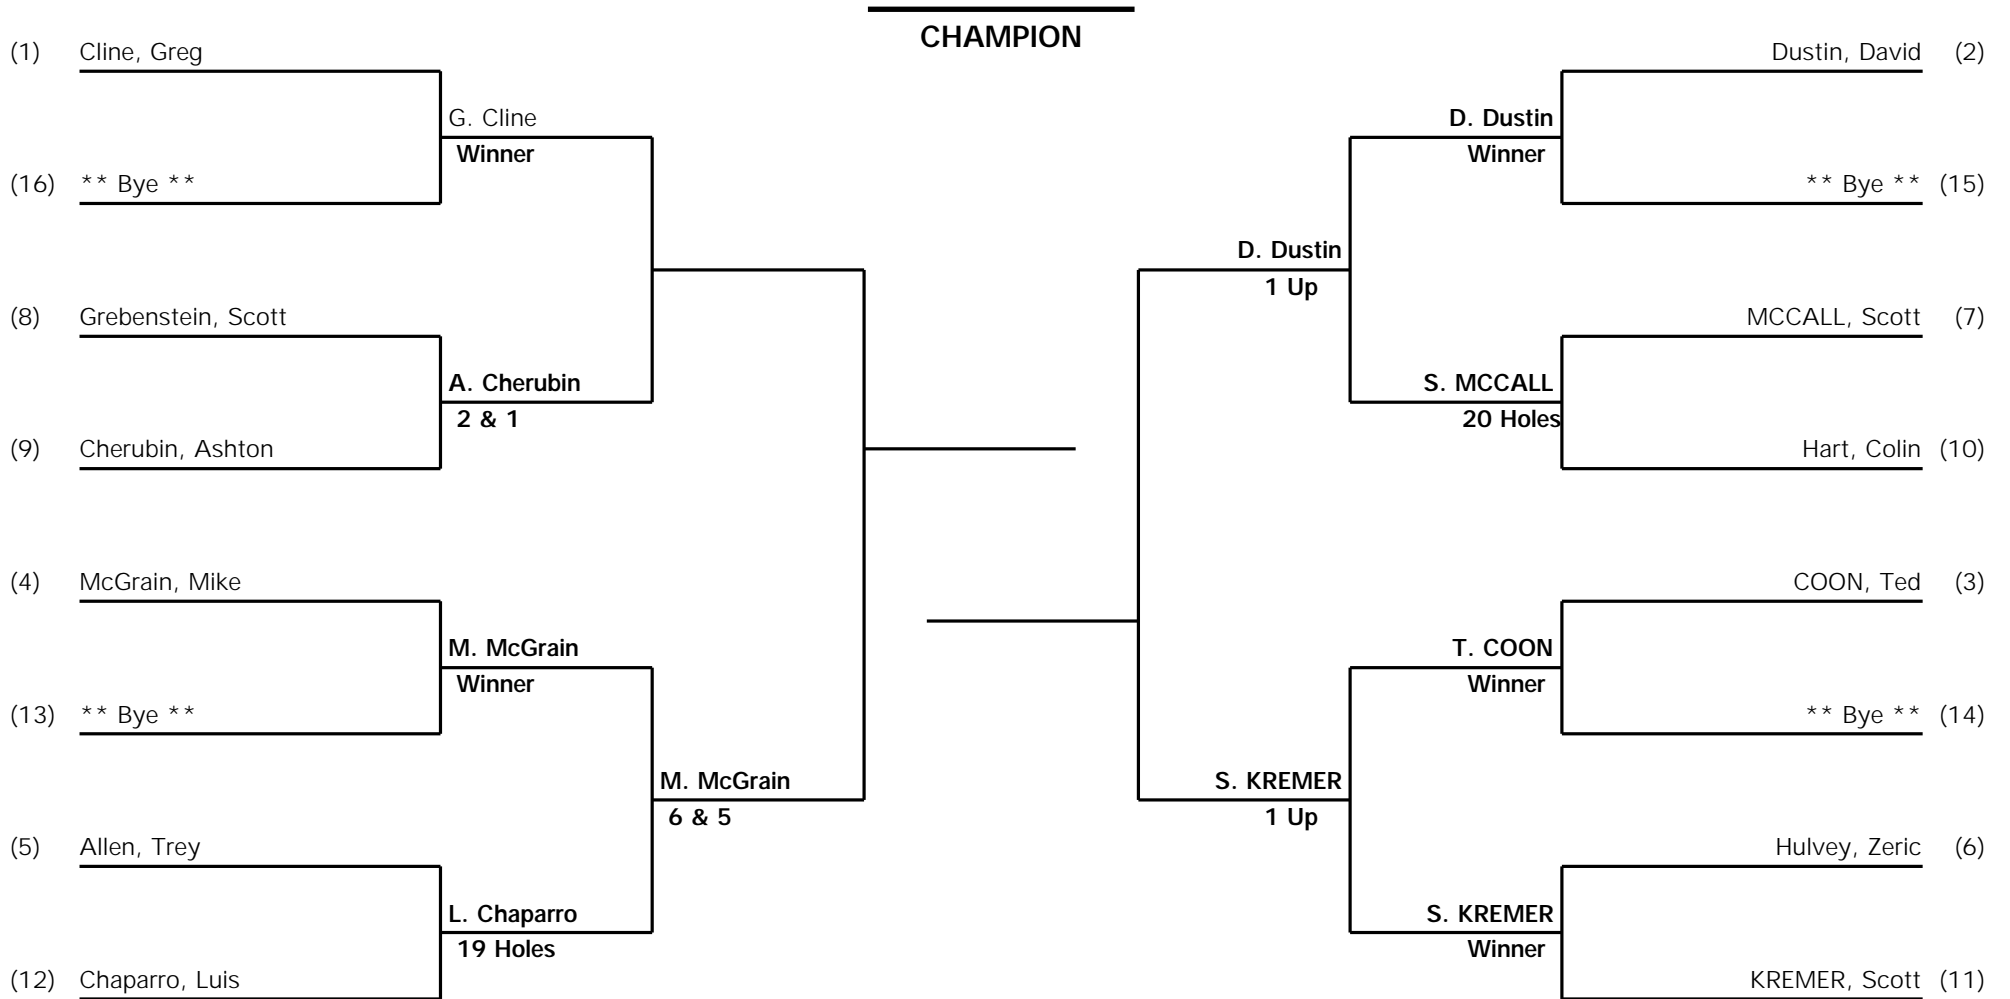 CHAMPION
(1) Cline, Greg
Dustin, David (2)
G. Cline
Winner
D. Dustin
Winner
(16) ** Bye **
** Bye ** (15)
D. Dustin
1 Up
(8) Grebenstein, Scott
MCCALL, Scott (7)
A. Cherubin
2 & 1
S. MCCALL
20 Holes
(9) Cherubin, Ashton
Hart, Colin (10)
(4) McGrain, Mike
COON, Ted (3)
M. McGrain
Winner
T. COON
Winner
(13) ** Bye **
** Bye ** (14)
M. McGrain
6 & 5
S. KREMER
1 Up
(5) Allen, Trey
Hulvey, Zeric (6)
L. Chaparro
19 Holes
S. KREMER
Winner
(12) Chaparro, Luis
KREMER, Scott (11)